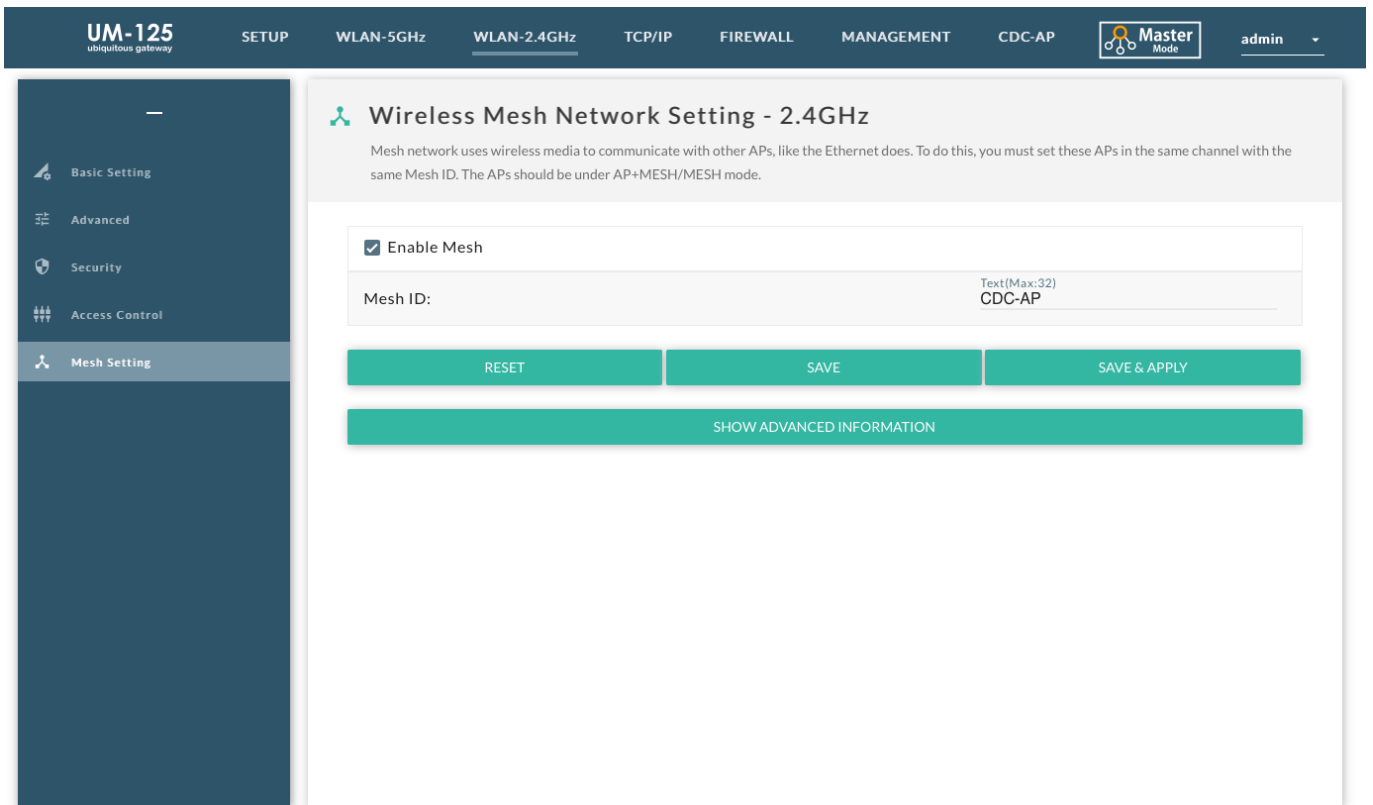 UM-125
ubiquitous gateway
SETUP
WLAN-5GHz
WLAN-2.4GHz
TCP/IP
FIREWALL
MANAGEMENT
CDC-AP
Master
Mode
admin
Basic Setting
Advanced
Security
Access Control
Mesh Setting
Wireless Mesh Network Setting - 2.4GHz
Mesh network uses wireless media to communicate with other APs, like the Ethernet does. To do this, you must set these APs in the same channel with the
same Mesh ID. The APs should be under AP+MESH/MESH mode.
Enable Mesh
Mesh ID:
Text(Max:32)
CDC-AP
RESET
SAVE
SAVE & APPLY
SHOW ADVANCED INFORMATION